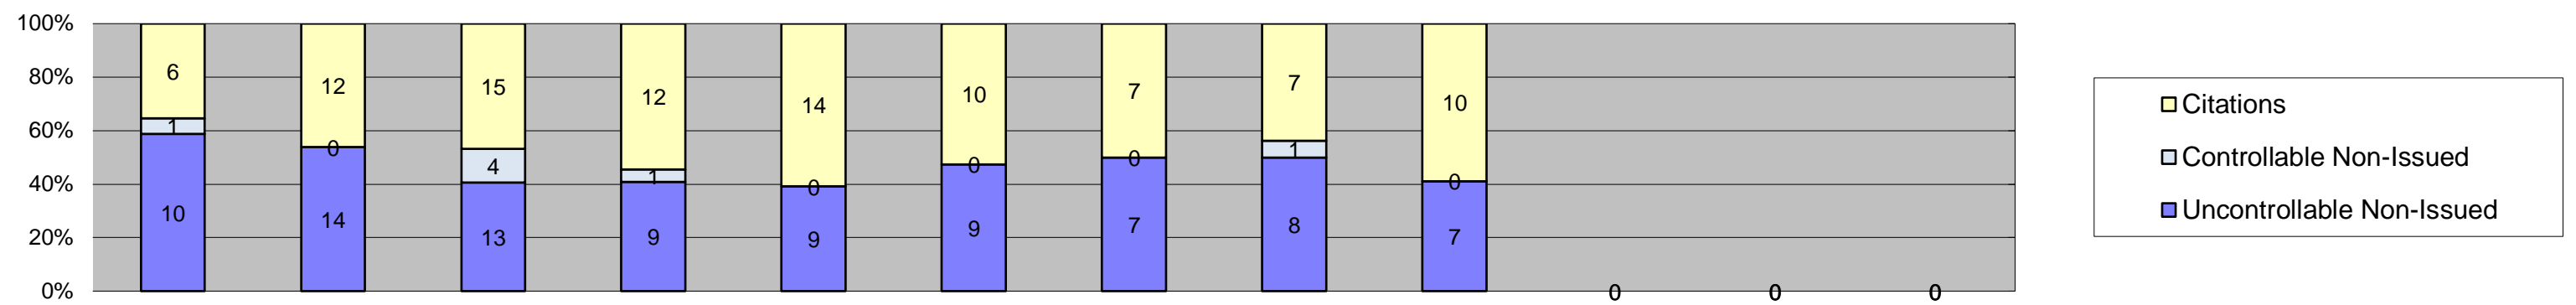 100%
80%
60%
40%
20%
0%
6 12 15 12 14 10 7 7 10
1 0 4 1 0 0 0 1 0
10 14 13 9 9 9 7 8 7
0 0 0
Citations
Controllable Non-Issued
Uncontrollable Non-Issued